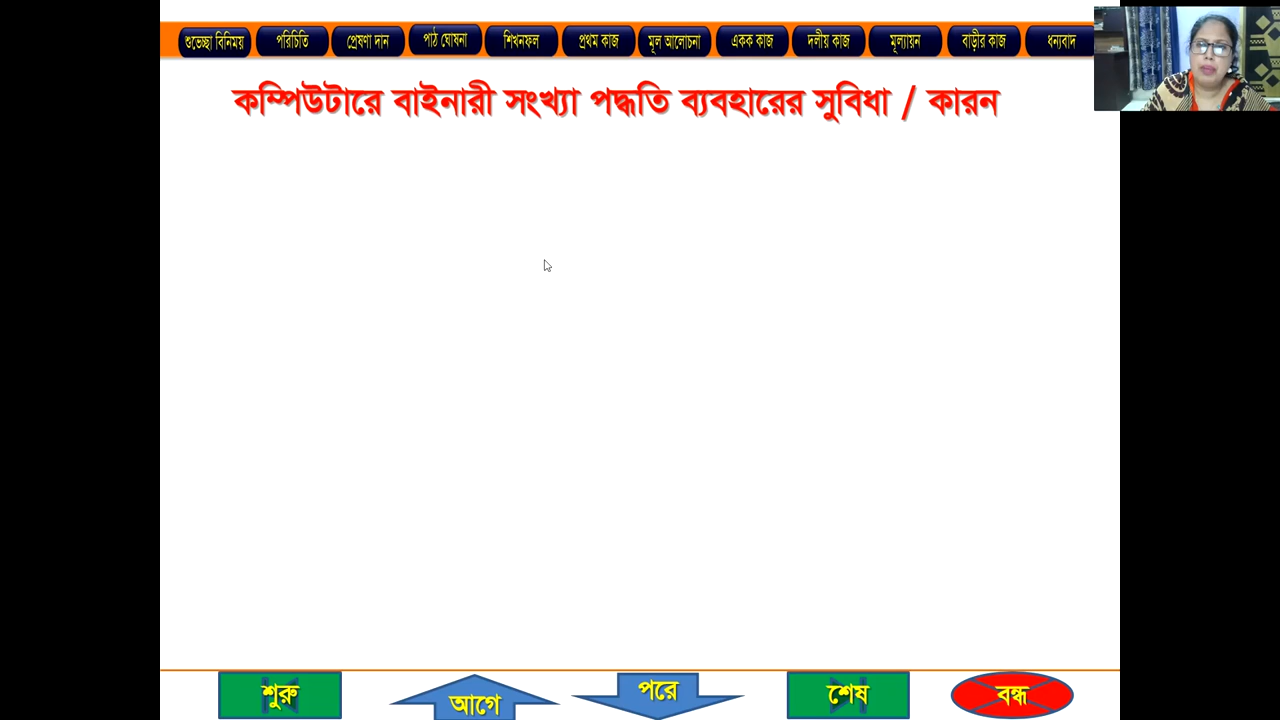 শুভেচ্ছা বিনিময় পরিচিতি প্রেষণা দান পাঠ ঘোষনা শিখনফল প্রথম কাজ মূল আলোচনা একক কাজ দলীয় কাজ মূল্যায়ন বাড়ীর কাজ ধন্যবাদ
কম্পিউটারে বাইনারী সংখ্যা পদ্ধতি ব্যবহারের সুবিধা / কারন
শুরু আগে পরে শেষ বন্ধ